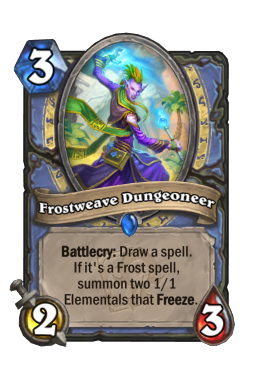 3
Frostweave Dungeoneer
Battlecry: Draw a spell.
If it's a Frost spell,
summon two 1/1
Elementals that Freeze.
2
3